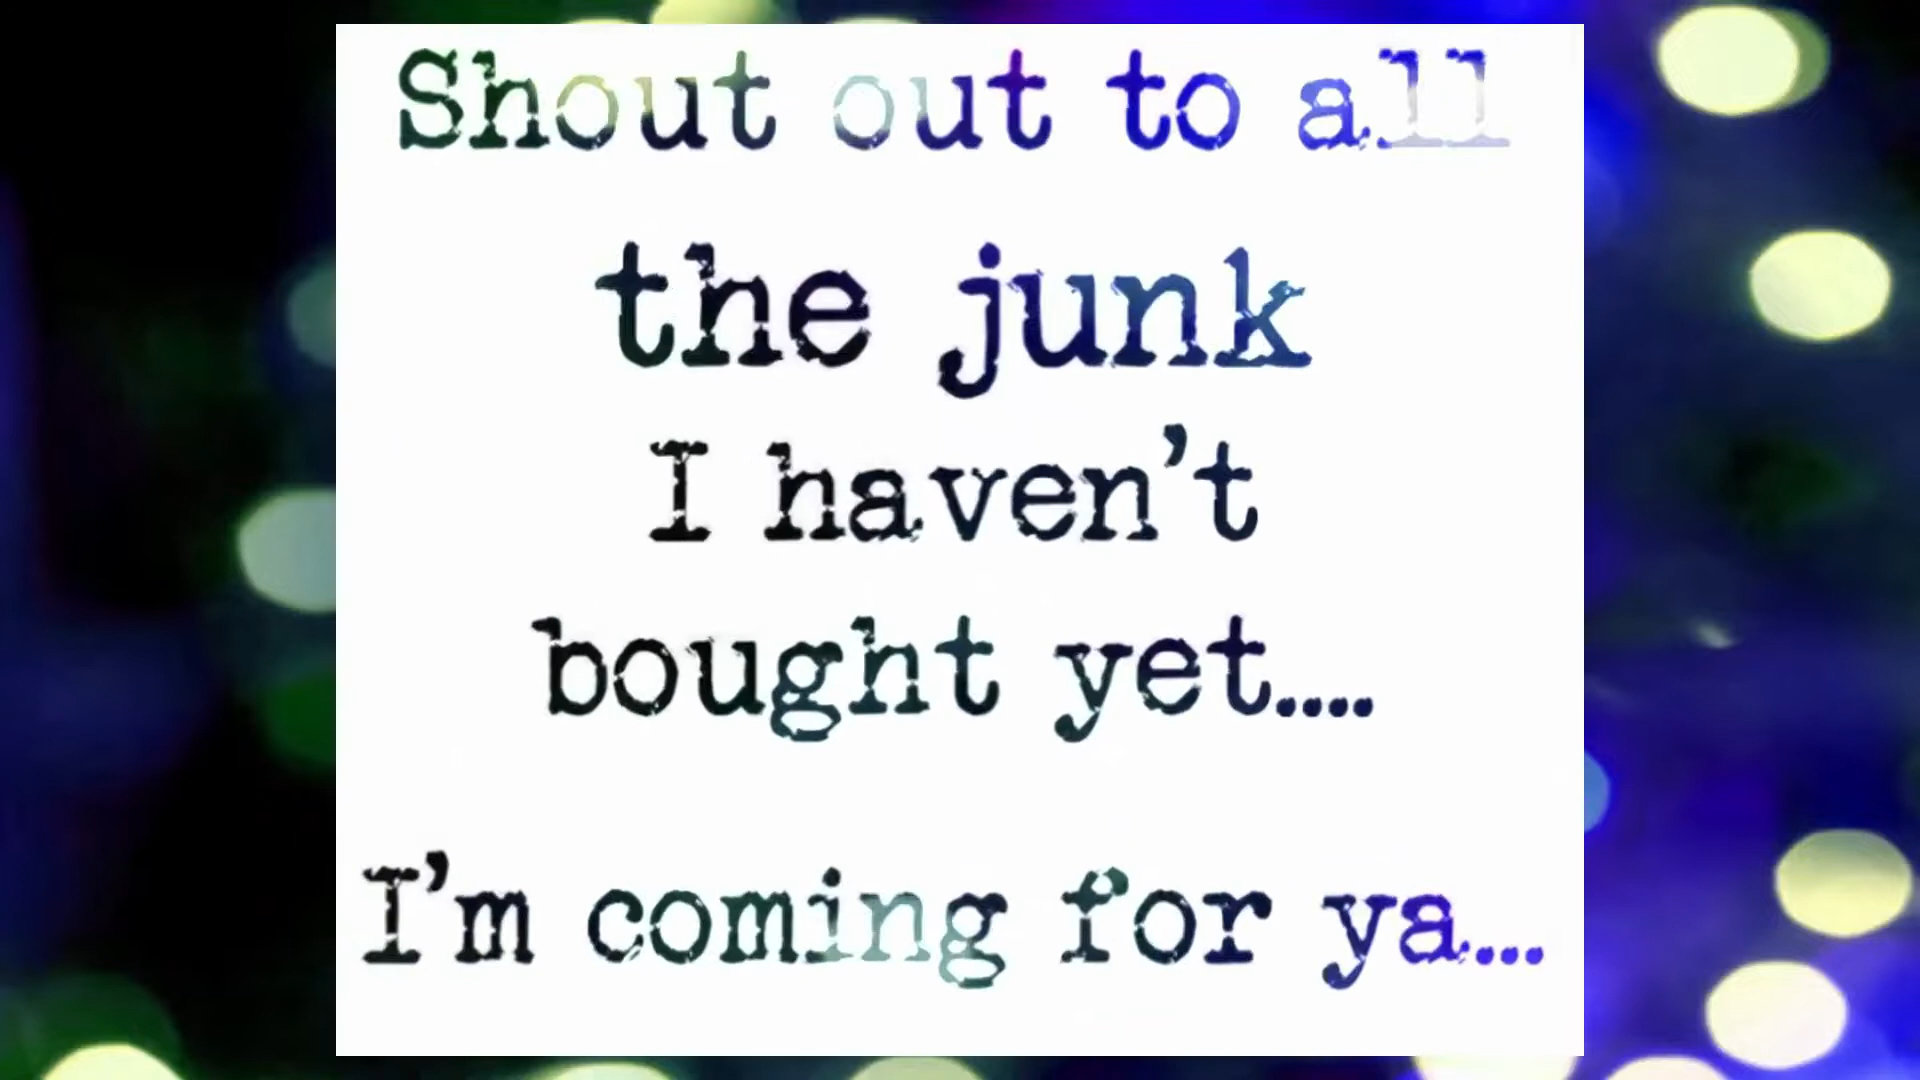 Shout out to all
the junk
I haven't
bought yet....
I'm coming for ya...